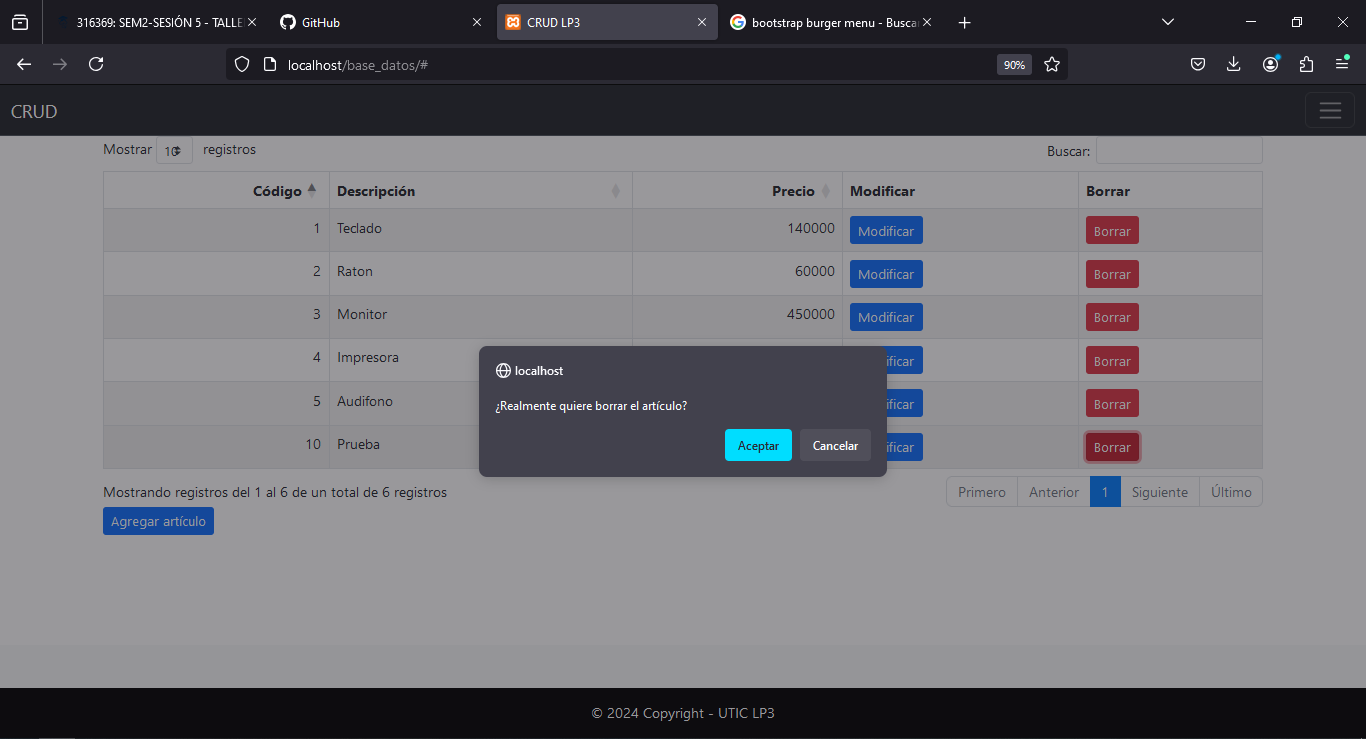 316369: SEM2-SESIÓN 5 - TALLE
GitHub
CRUD LP3
bootstrap burger menu - Busca
localhost/base_datos/#
90%
CRUD
Mostrar 10 registros
Buscar:
Código Descripción Precio Modificar Borrar
1 Teclado 140000 Modificar Borrar
2 Raton 60000 Modificar Borrar
3 Monitor 450000 Modificar Borrar
4 Impresora ificar Borrar
5 Audifono ificar Borrar
10 Prueba ificar Borrar
localhost
¿Realmente quiere borrar el artículo?
Aceptar Cancelar
Mostrando registros del 1 al 6 de un total de 6 registros
Primero Anterior 1 Siguiente Último
Agregar artículo
© 2024 Copyright - UTIC LP3